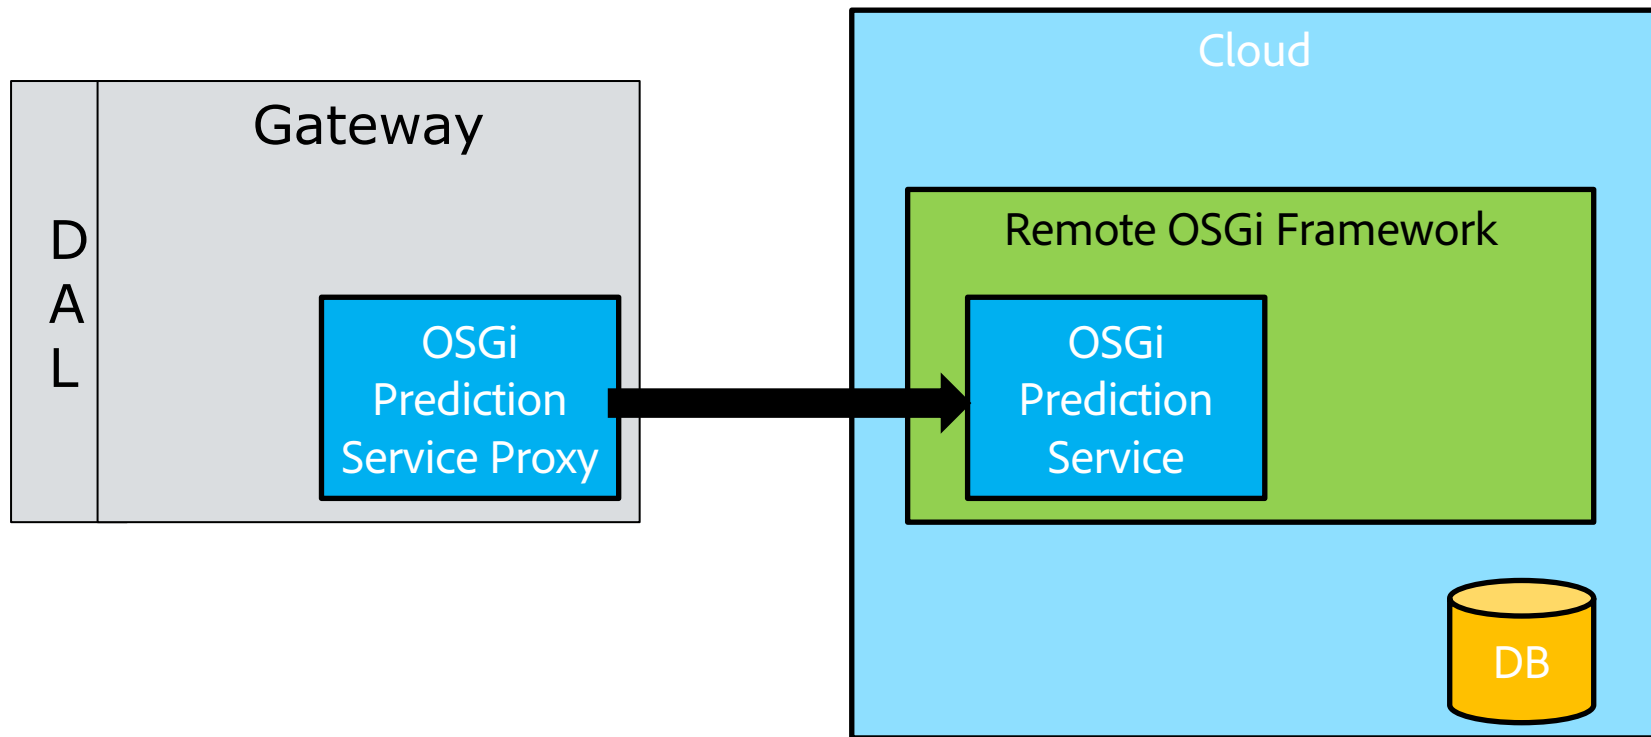 Cloud
Gateway
D
A
L
Remote OSGi Framework
OSGi
Prediction
Service Proxy
OSGi
Prediction
Service
DB